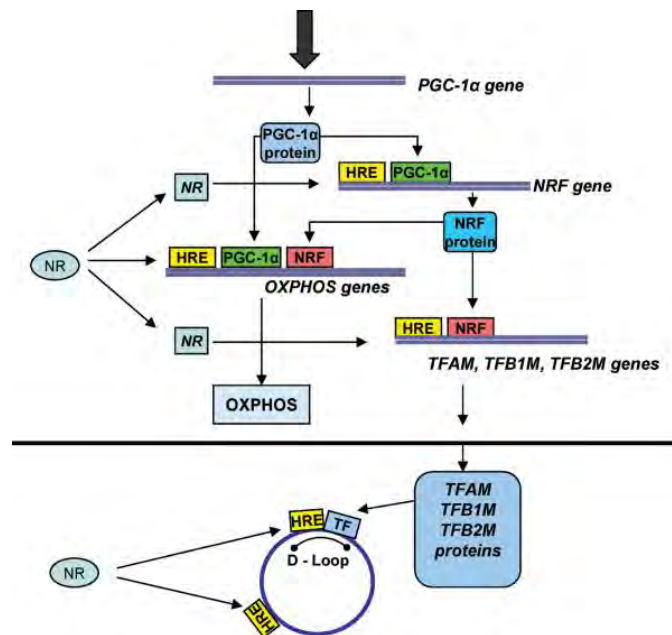 PGC-1α gene
PGC-1α
protein
HRE PGC-1α
NR
NRF gene
NRF
protein
NR
HRE PGC-1α NRF
OXPHOS genes
HRE NRF
NR
TFAM, TFB1M, TFB2M genes
OXPHOS
TFAM
TFB1M
TFB2M
proteins
HRE TF
D - Loop
NR
HRE